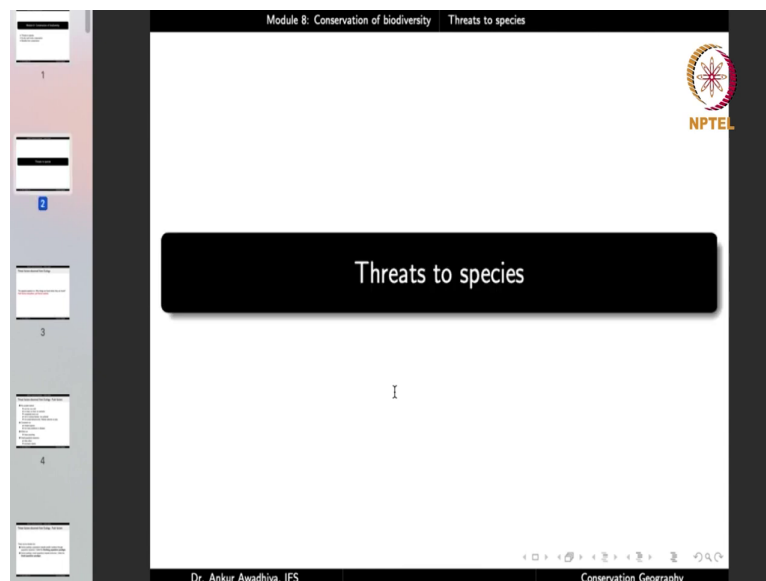 Module 8: Conservation of biodiversity Threats to species
NPTEL
Threats to species
1
2
3
4
Dr. Ankur Awadhiya, IFS Conservation Geography